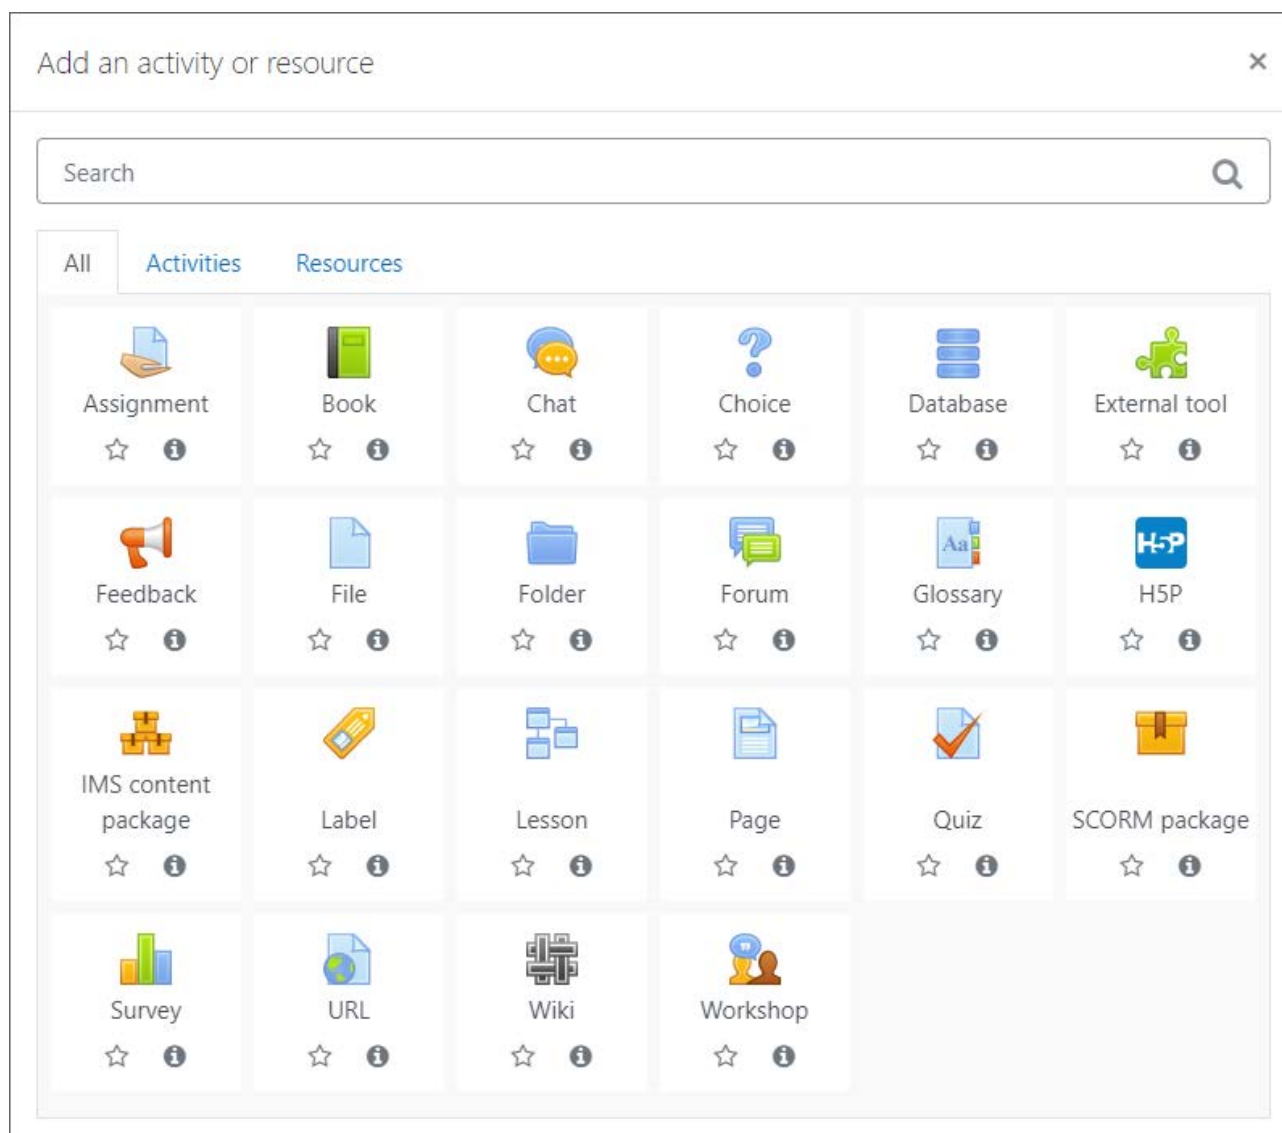 Add an activity or resource ×
Search
All Activities Resources
Assignment Book Chat Choice Database External tool
Aa H5P
Feedback File Folder Forum Glossary H5P
IMS content
package Label Lesson Page Quiz SCORM package
Survey URL Wiki Workshop